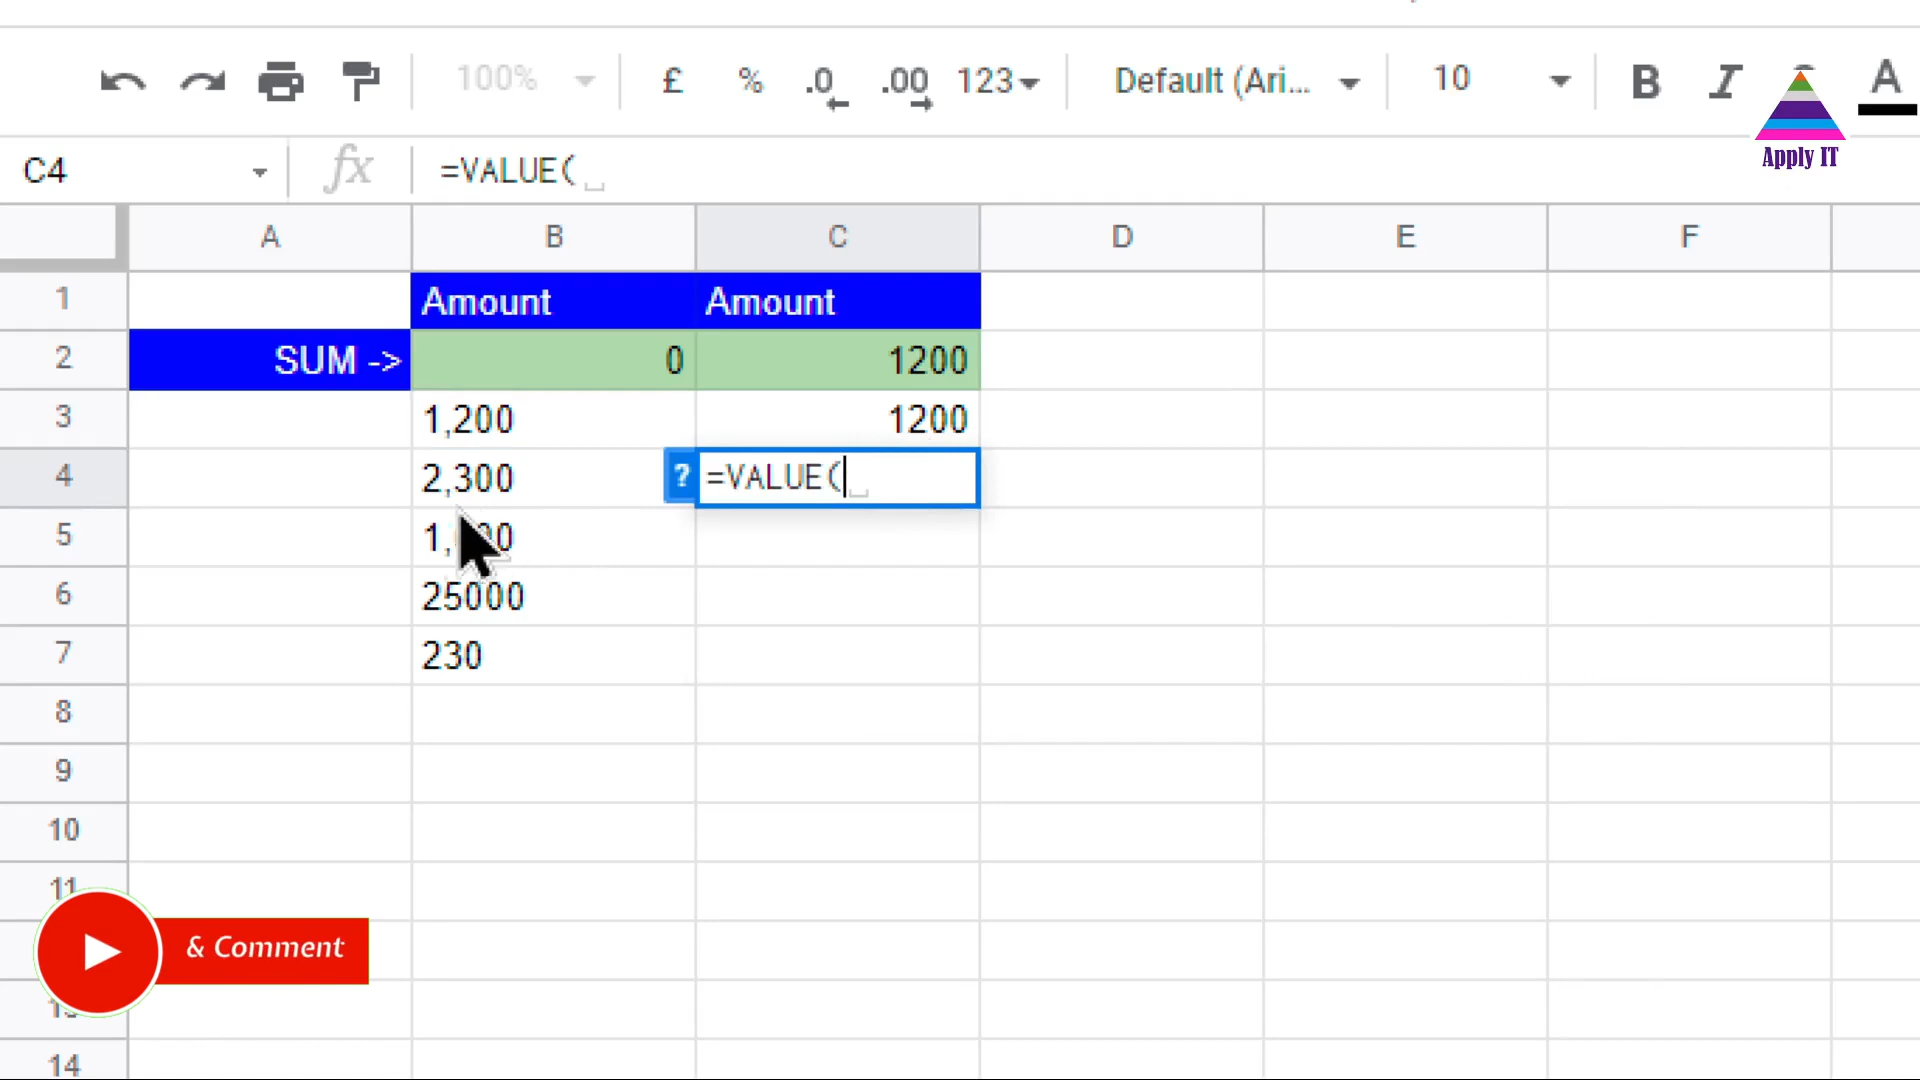 100% £ % .0 .00 123 Default (Ari... 10 B I A
Apply IT
C4 fx =VALUE(
A B C D E F
1 Amount Amount
2 SUM -> 0 1200
3 1,200 1200
4 2,300 ? =VALUE(
5
6 25000
7 230
8
9
10
11
& Comment
14